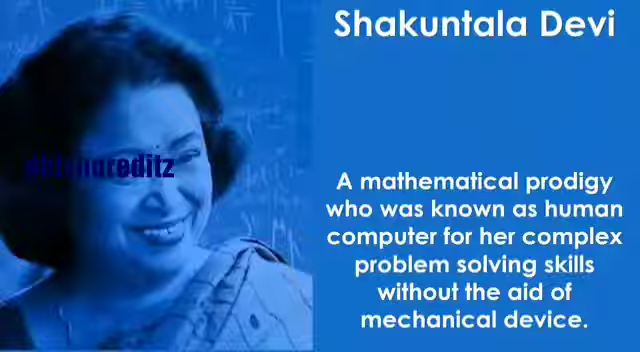 Shakuntala Devi
A mathematical prodigy
who was known as human
computer for her complex
problem solving skills
without the aid of
mechanical device.